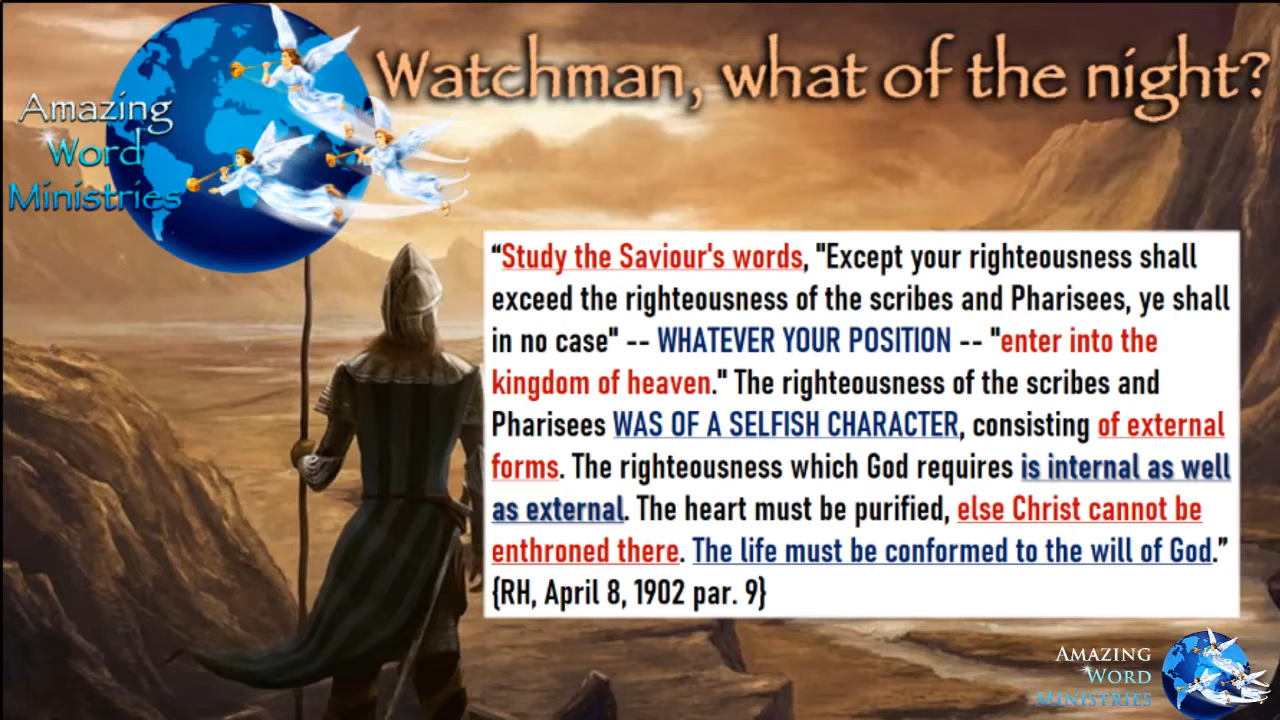 Watchman, what of the night?
Amazing
Word
Ministries
“Study the Saviour's words, "Except your righteousness shall
exceed the righteousness of the scribes and Pharisees, ye shall
in no case" -- WHATEVER YOUR POSITION -- "enter into the
kingdom of heaven." The righteousness of the scribes and
Pharisees WAS OF A SELFISH CHARACTER, consisting of external
forms. The righteousness which God requires is internal as well
as external. The heart must be purified, else Christ cannot be
enthroned there. The life must be conformed to the will of God.”
{RH, April 8, 1902 par. 9}
AMAZING
WORD
MINISTRIES